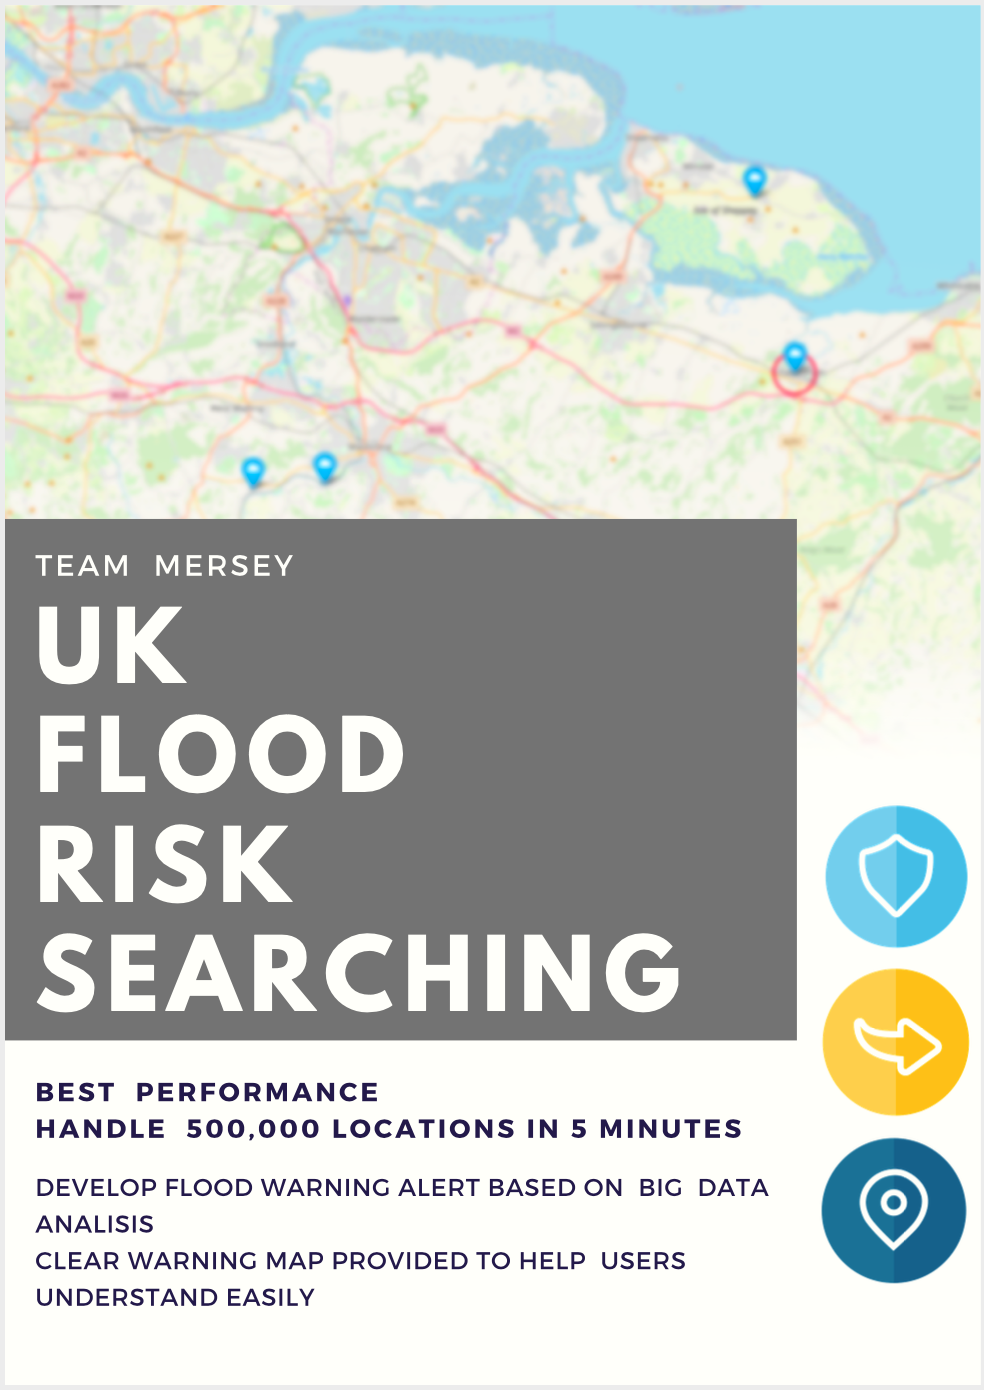 TEAM MERSEY
UK
FLOOD
RISK
SEARCHING
BEST PERFORMANCE
HANDLE 500,000 LOCATIONS IN 5 MINUTES
DEVELOP FLOOD WARNING ALERT BASED ON BIG DATA
ANALISIS
CLEAR WARNING MAP PROVIDED TO HELP USERS
UNDERSTAND EASILY